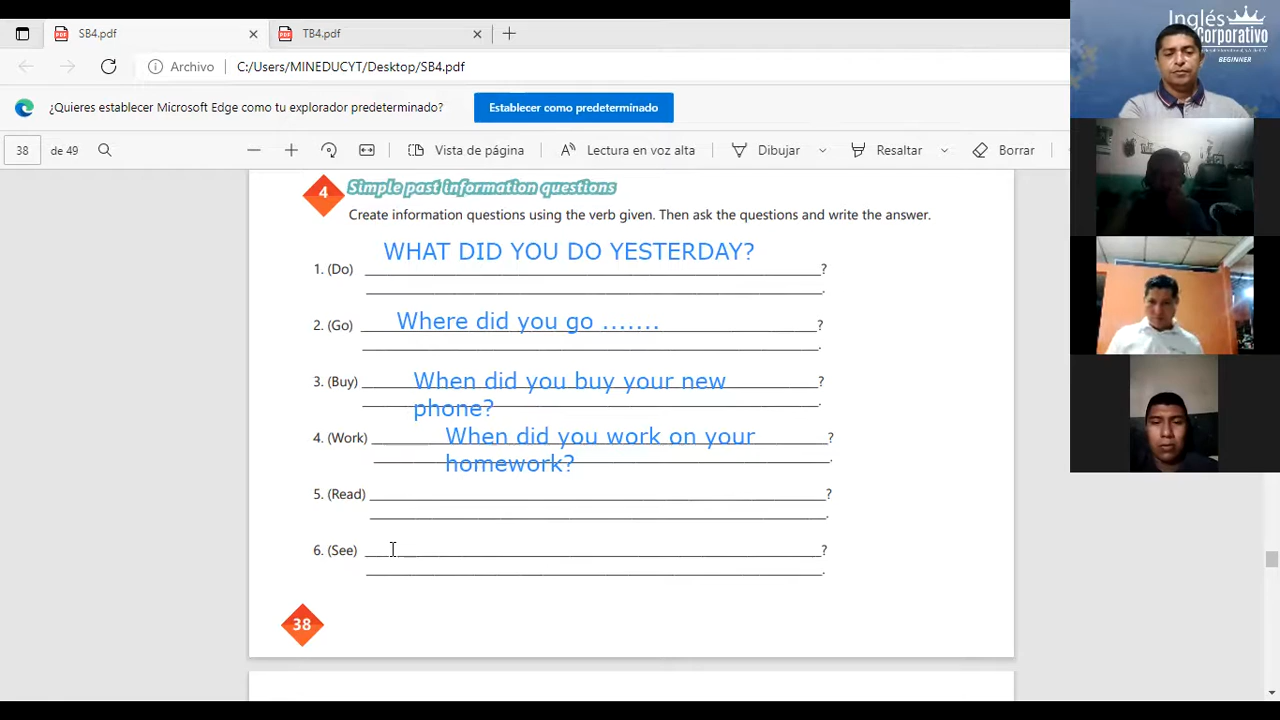 SB4.pdf
TB4.pdf
Archivo C:/Users/MINEDUCYT/Desktop/SB4.pdf
¿Quieres establecer Microsoft Edge como tu explorador predeterminado? Establecer como predeterminado
38 de 49 Vista de página Lectura en voz alta Dibujar Resaltar Borrar
4 Simple past information questions
Create information questions using the verb given. Then ask the questions and write the answer.
WHAT DID YOU DO YESTERDAY?
1. (Do) ?
.
Where did you go .......
2. (Go) ?
.
3. (Buy) When did you buy your new ?
phone? .
4. (Work) When did you work on your ?
homework? .
5. (Read) ?
.
6. (See) ?
.
38
Inglés
Corporativo
BEGINNER